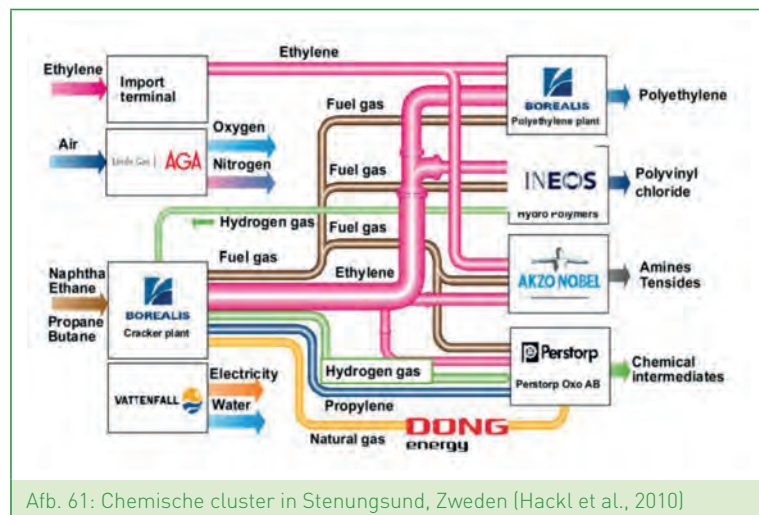 Ethylene
Ethylene
Import
terminal
BOREALIS
Polyethylene plant
Polyethylene
Fuel gas
Air
Linde Gas
AGA
Oxygen
Nitrogen
Fuel gas
INEOS
Hydro Polymers
Polyvinyl
chloride
Hydrogen gas
Fuel gas
Fuel gas
Ethylene
Naphtha
Ethane
Propane
Butane
BOREALIS
Cracker plant
AKZO NOBEL
Amines
Tensides
Hydrogen gas
Perstorp
Perstorp Oxo AB
Chemical
intermediates
VATTENFALL
Electricity
Water
Propylene
Natural gas
DONG
energy
Afb. 61: Chemische cluster in Stenungsund, Zweden (Hackl et al., 2010)